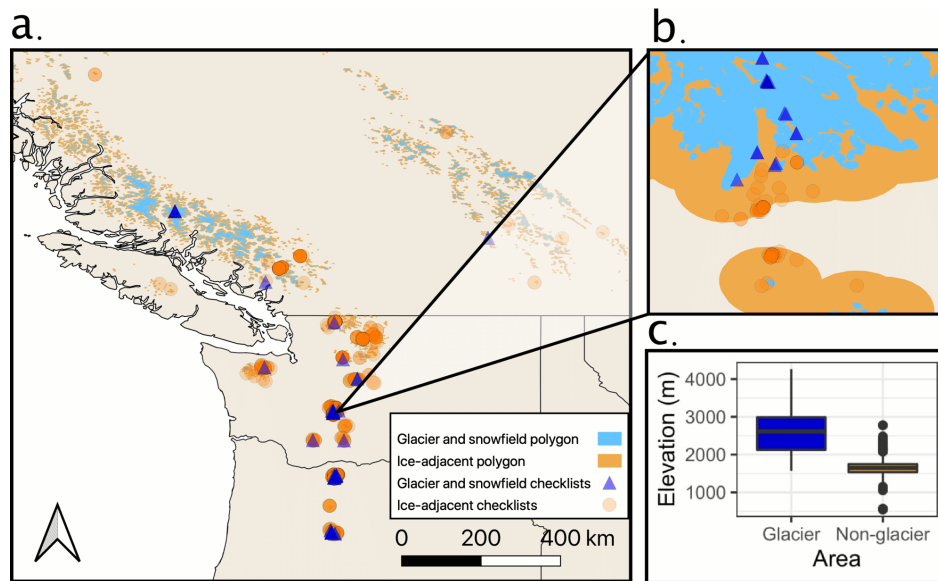 a.
b.
Glacier and snowfield polygon
Ice-adjacent polygon
Glacier and snowfield checklists
Ice-adjacent checklists
0 200 400 km
c.
Elevation (m)
4000
3000
2000
1000
Glacier Non-glacier
Area